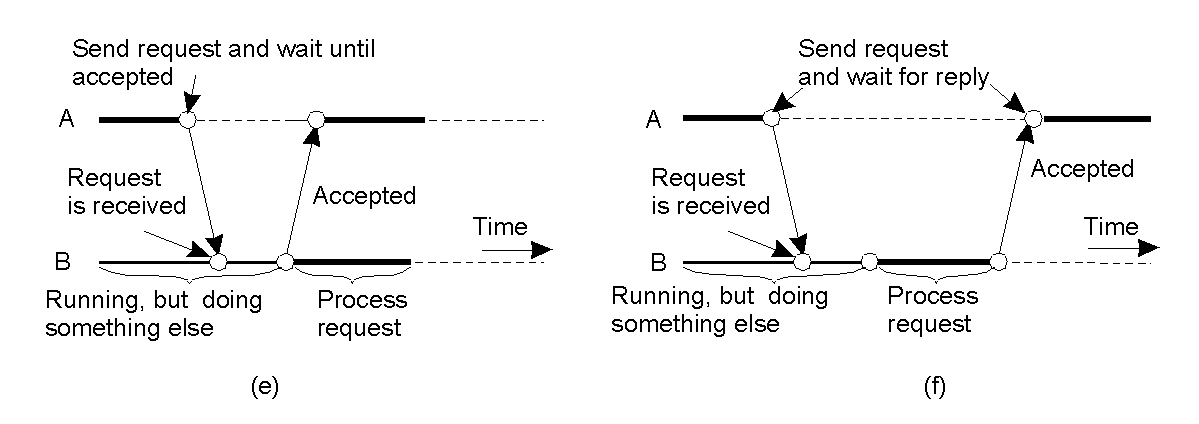 Send request and wait until
accepted
A
Request
is received
Accepted
Time
B
Running, but doing
something else
Process
request
(e)
Send request
and wait for reply
A
Request
is received
Accepted
Time
B
Running, but doing
something else
Process
request
(f)